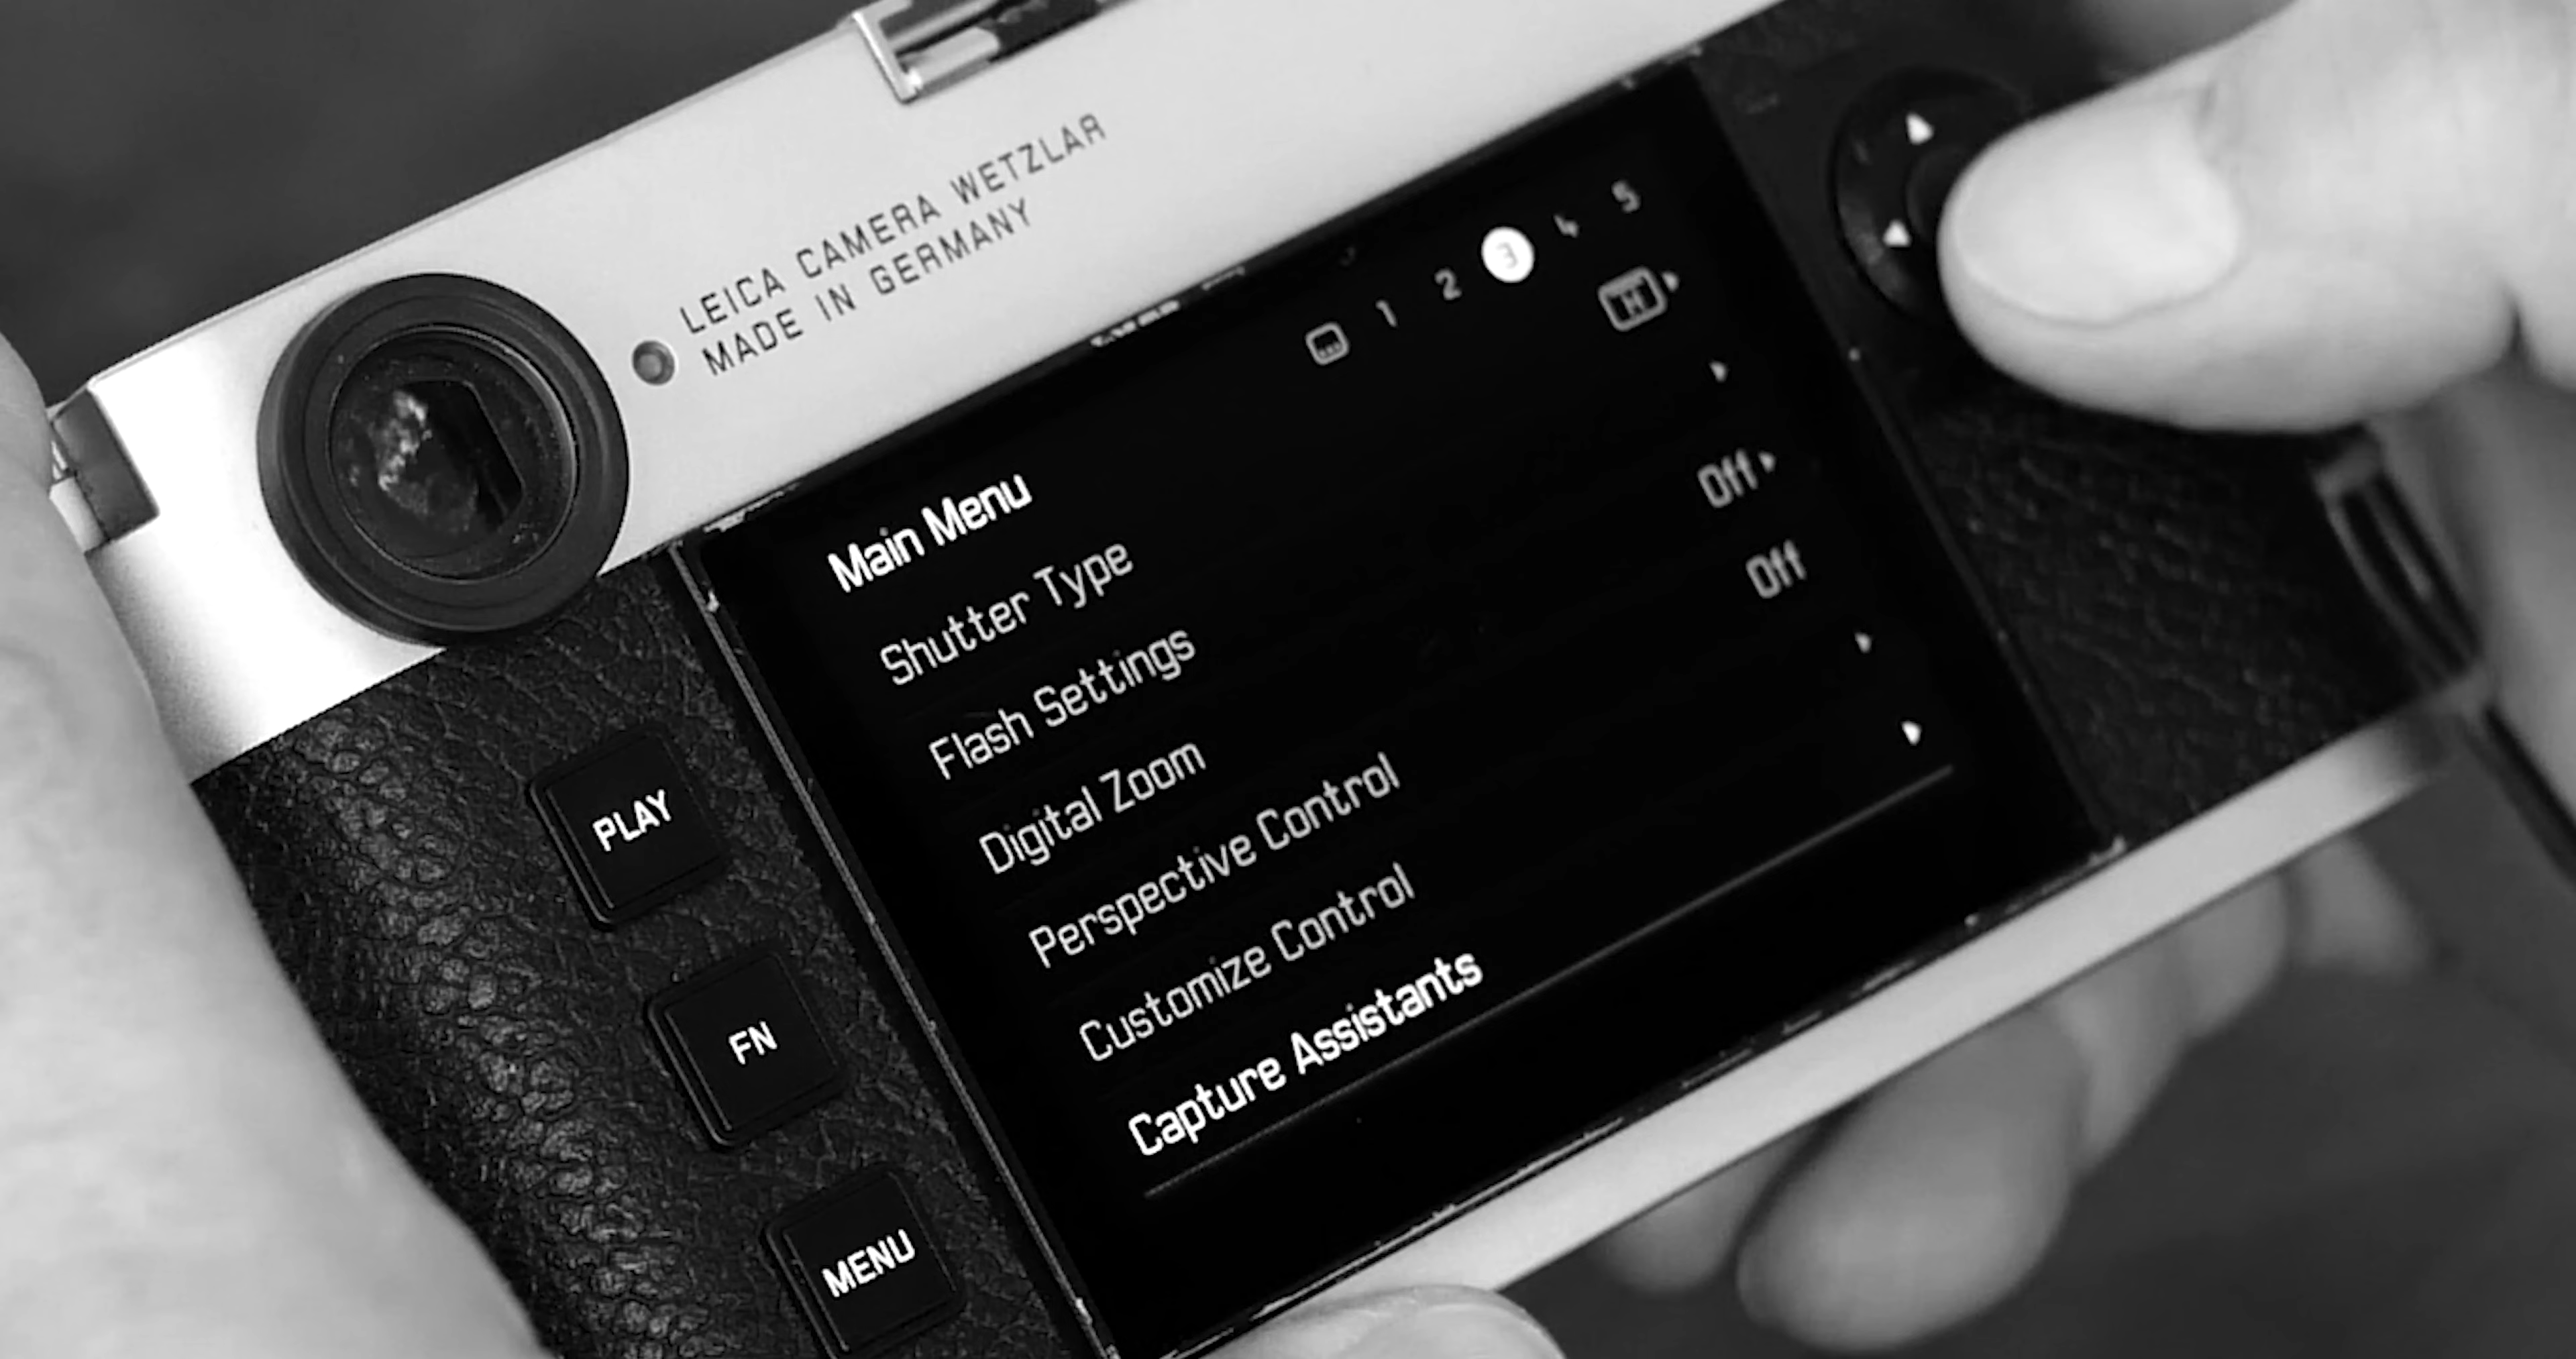 LEICA CAMERA WETZLAR
MADE IN GERMANY
1 2 3 4 5
Main Menu
Shutter Type
Flash Settings
Digital Zoom Off
Perspective Control Off
Customize Control
Capture Assistants
PLAY
FN
MENU